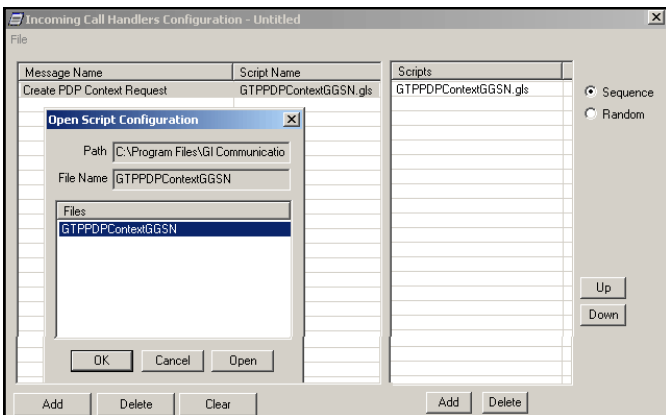 Incoming Call Handlers Configuration - Untitled
File
Message Name Script Name
Create PDP Context Request GTPPDPContextGGSN.gls
Scripts
GTPPDPContextGGSN.gls
Sequence
Random
Open Script Configuration
Path C:\Program Files\GI Communicatio
File Name GTPPDPContextGGSN
Files
GTPPDPContextGGSN
OK Cancel Open
Up
Down
Add Delete Clear
Add Delete